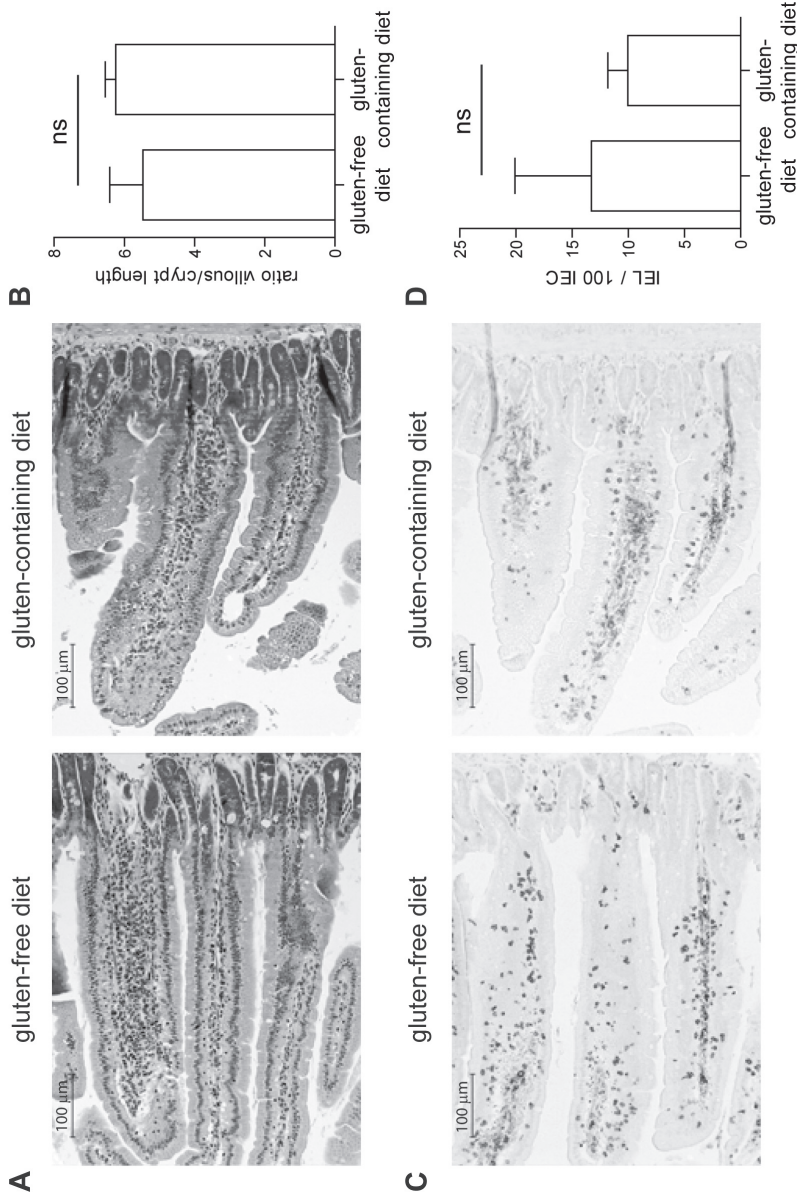 A
gluten-free diet
gluten-containing diet
100 µm
100 µm
B
ratio villous/crypt length
8
6
4
2
0
ns
gluten-free
diet
gluten-
containing diet
C
gluten-free diet
gluten-containing diet
100 µm
100 µm
D
IEL / 100 IEC
25
20
15
10
5
0
ns
gluten-free
diet
gluten-
containing diet